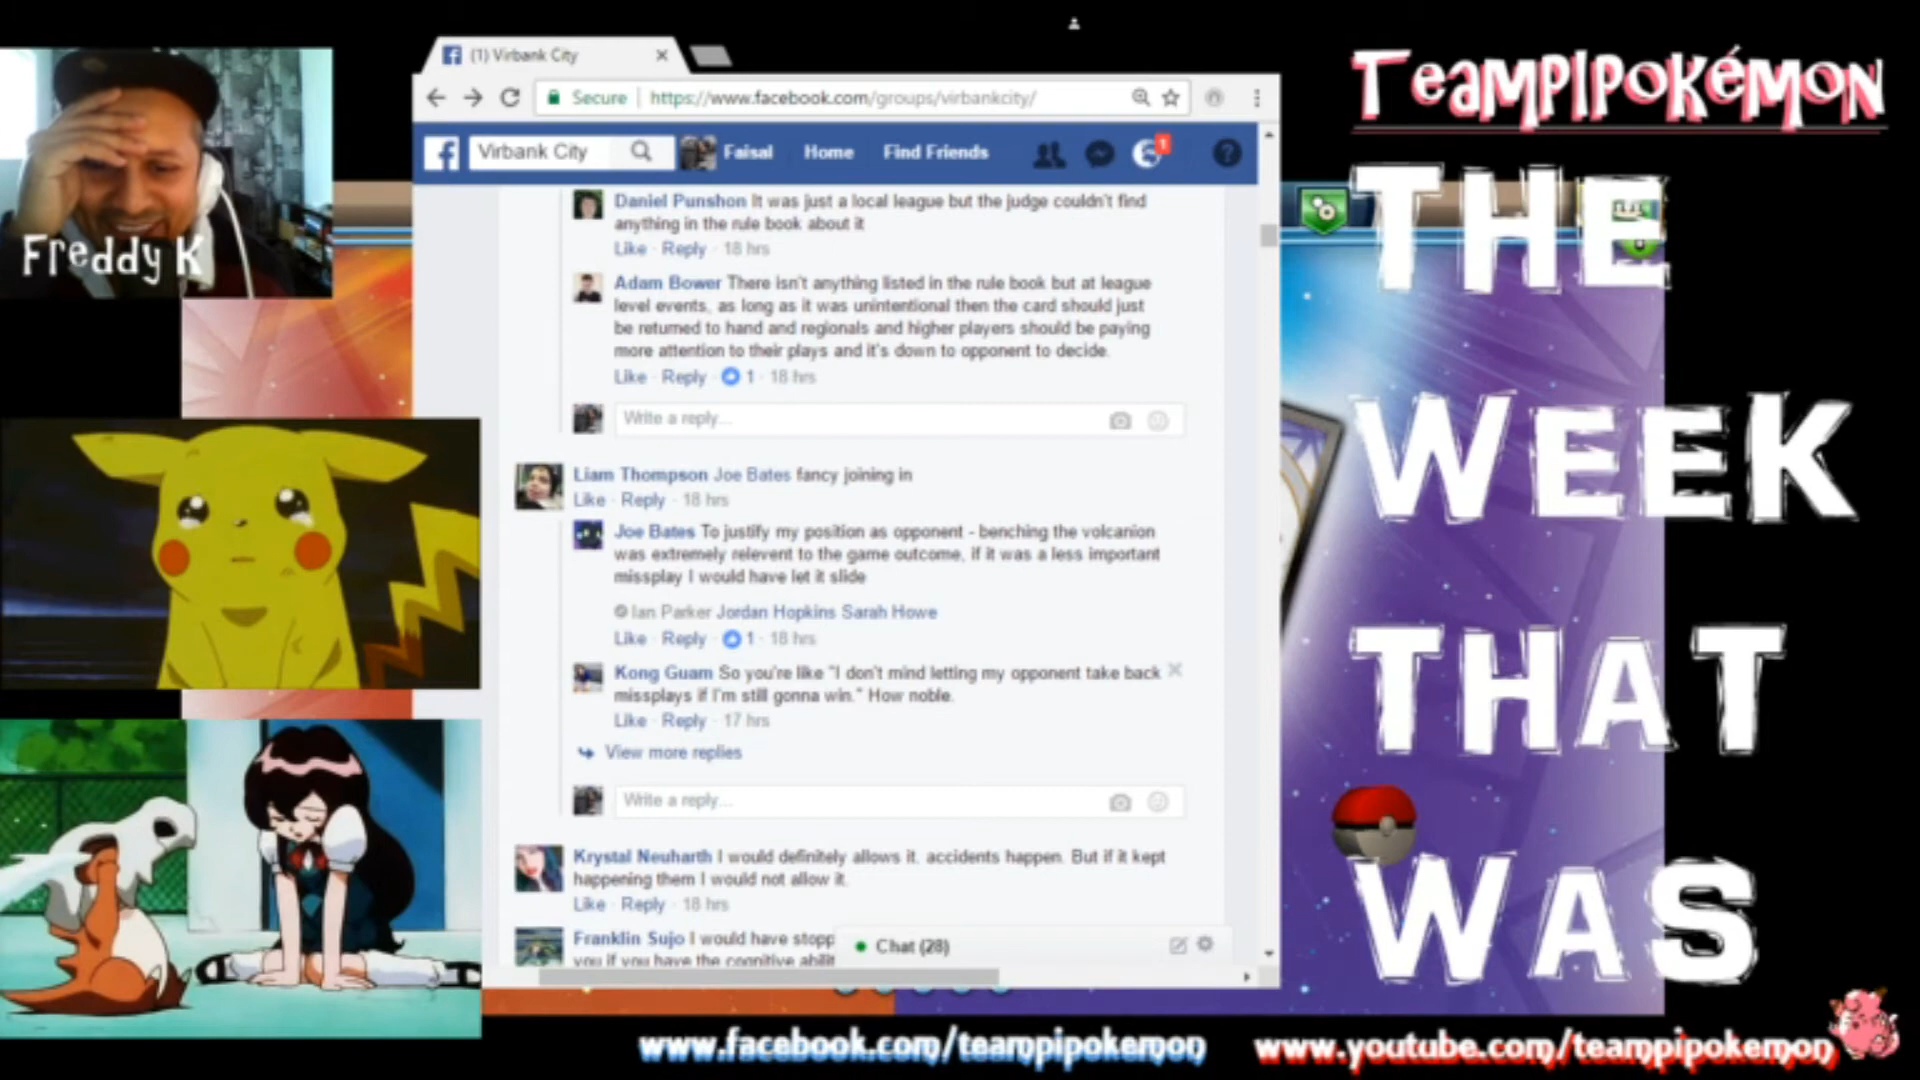 (1) Virbank City
Secure
https://www.facebook.com/groups/virbankcity/
Virbank City
Faisal
Home
Find Friends
1
?
Freddy K
Daniel Punshon It was just a local league but the judge couldn't find
anything in the rule book about it
Like · Reply · 18 hrs
Adam Bower There isn't anything listed in the rule book but at league
level events, as long as it was unintentional then the card should just
be returned to hand and regionals and higher players should be paying
more attention to their plays and it's down to opponent to decide.
Like · Reply · 1 · 18 hrs
Write a reply...
Liam Thompson Joe Bates fancy joining in
Like · Reply · 18 hrs
Joe Bates To justify my position as opponent - benching the volcanion
was extremely relevent to the game outcome, if it was a less important
missplay I would have let it slide
Ian Parker Jordan Hopkins Sarah Howe
Like · Reply · 1 · 18 hrs
Kong Guam So you're like "I don't mind letting my opponent take back
missplays if I'm still gonna win." How noble.
Like · Reply · 17 hrs
View more replies
Write a reply...
Krystal Neuharth I would definitely allows it. accidents happen. But if it kept
happening them I would not allow it.
Like · Reply · 18 hrs
Franklin Sujo I would have stopp
you if you have the cognitive abilit
Chat (28)
TEAMPIPOKéMON
THE
WEEK
THAT
WAS
www.facebook.com/teampipokemon
www.youtube.com/teampipokemon